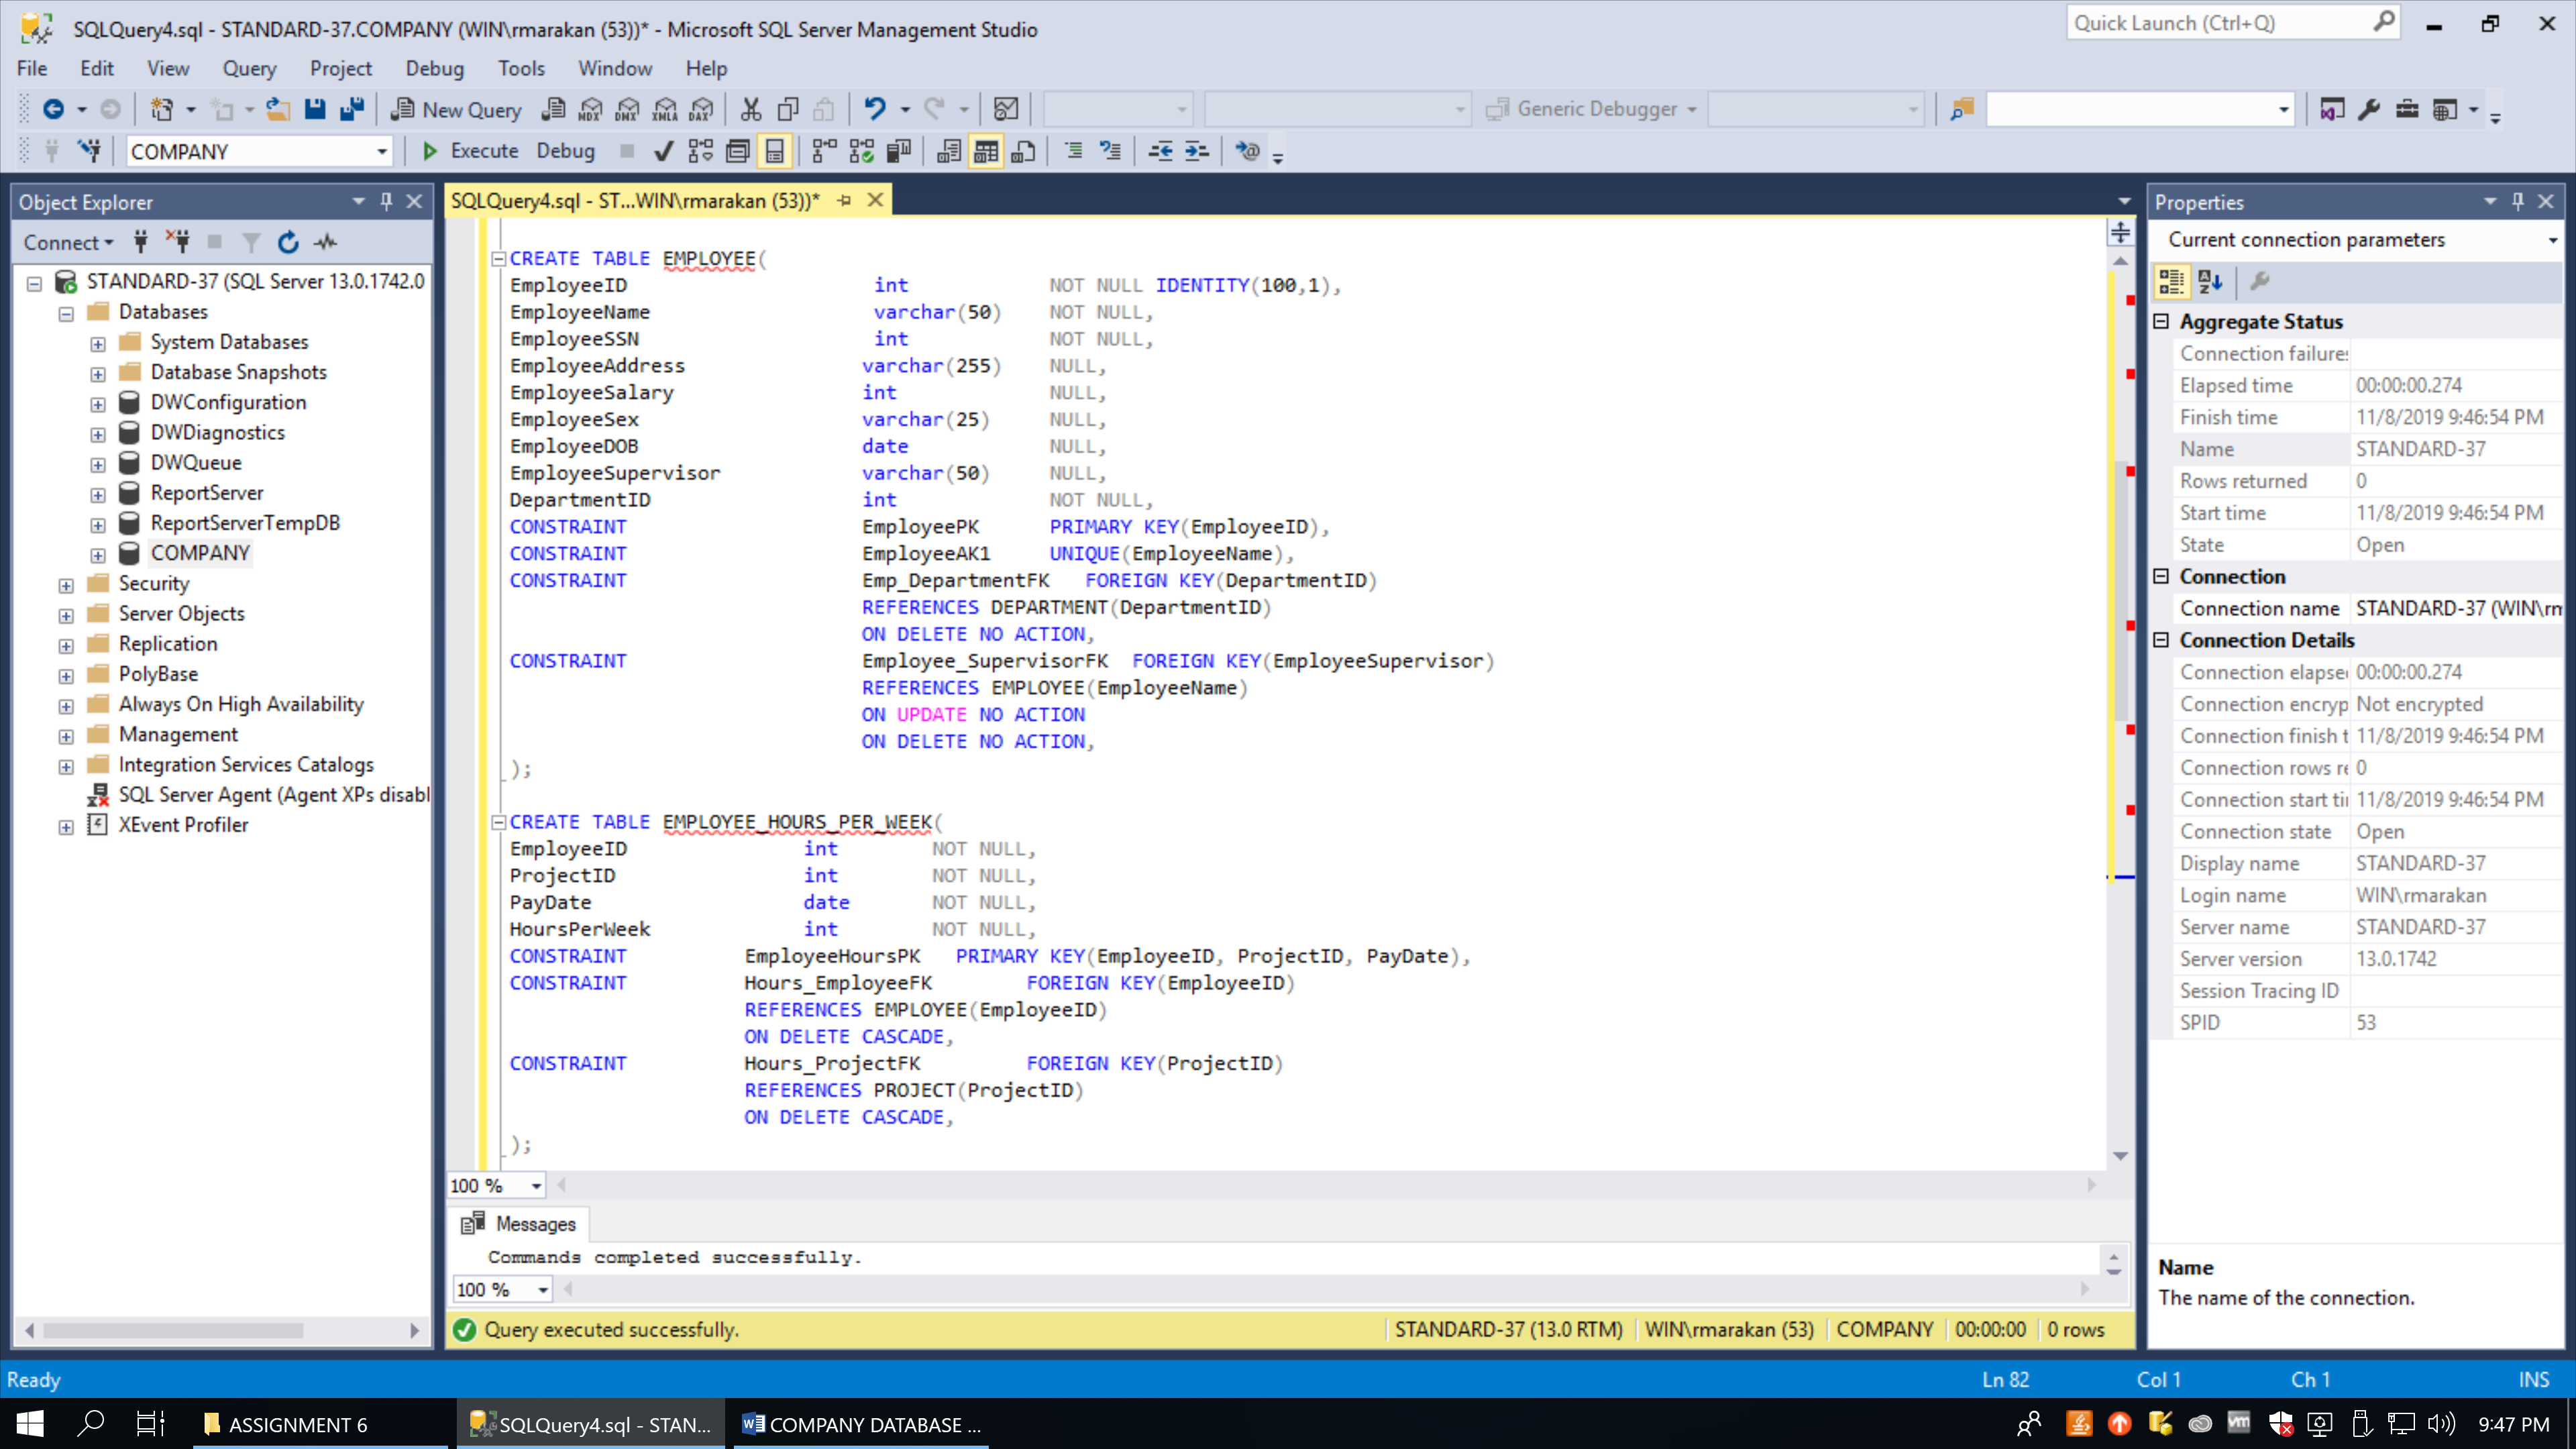 SQLQuery4.sql - STANDARD-37.COMPANY (WIN\rmarakan (53))* - Microsoft SQL Server Management Studio
Quick Launch (Ctrl+Q)
File Edit View Query Project Debug Tools Window Help
New Query MDX DMX XMLA DAX Generic Debugger
COMPANY Execute Debug
Object Explorer
Connect
STANDARD-37 (SQL Server 13.0.1742.0
Databases
System Databases
Database Snapshots
DWConfiguration
DWDiagnostics
DWQueue
ReportServer
ReportServerTempDB
COMPANY
Security
Server Objects
Replication
PolyBase
Always On High Availability
Management
Integration Services Catalogs
SQL Server Agent (Agent XPs disabl
XEvent Profiler
SQLQuery4.sql - ST...WIN\rmarakan (53))*
CREATE TABLE EMPLOYEE(
EmployeeID int NOT NULL IDENTITY(100,1),
EmployeeName varchar(50) NOT NULL,
EmployeeSSN int NOT NULL,
EmployeeAddress varchar(255) NULL,
EmployeeSalary int NULL,
EmployeeSex varchar(25) NULL,
EmployeeDOB date NULL,
EmployeeSupervisor varchar(50) NULL,
DepartmentID int NOT NULL,
CONSTRAINT EmployeePK PRIMARY KEY(EmployeeID),
CONSTRAINT EmployeeAK1 UNIQUE(EmployeeName),
CONSTRAINT Emp_DepartmentFK FOREIGN KEY(DepartmentID)
REFERENCES DEPARTMENT(DepartmentID)
ON DELETE NO ACTION,
CONSTRAINT Employee_SupervisorFK FOREIGN KEY(EmployeeSupervisor)
REFERENCES EMPLOYEE(EmployeeName)
ON UPDATE NO ACTION
ON DELETE NO ACTION,
);
CREATE TABLE EMPLOYEE_HOURS_PER_WEEK(
EmployeeID int NOT NULL,
ProjectID int NOT NULL,
PayDate date NOT NULL,
HoursPerWeek int NOT NULL,
CONSTRAINT EmployeeHoursPK PRIMARY KEY(EmployeeID, ProjectID, PayDate),
CONSTRAINT Hours_EmployeeFK FOREIGN KEY(EmployeeID)
REFERENCES EMPLOYEE(EmployeeID)
ON DELETE CASCADE,
CONSTRAINT Hours_ProjectFK FOREIGN KEY(ProjectID)
REFERENCES PROJECT(ProjectID)
ON DELETE CASCADE,
);
100 %
Messages
Commands completed successfully.
100 %
Query executed successfully. STANDARD-37 (13.0 RTM) WIN\rmarakan (53) COMPANY 00:00:00 0 rows
Properties
Current connection parameters
Aggregate Status
Connection failures
Elapsed time 00:00:00.274
Finish time 11/8/2019 9:46:54 PM
Name STANDARD-37
Rows returned 0
Start time 11/8/2019 9:46:54 PM
State Open
Connection
Connection name STANDARD-37 (WIN\rm
Connection Details
Connection elapse 00:00:00.274
Connection encryp Not encrypted
Connection finish t 11/8/2019 9:46:54 PM
Connection rows re 0
Connection start ti 11/8/2019 9:46:54 PM
Connection state Open
Display name STANDARD-37
Login name WIN\rmarakan
Server name STANDARD-37
Server version 13.0.1742
Session Tracing ID
SPID 53
Name
The name of the connection.
Ready Ln 82 Col 1 Ch 1 INS
ASSIGNMENT 6 SQLQuery4.sql - STAN... COMPANY DATABASE ... 9:47 PM